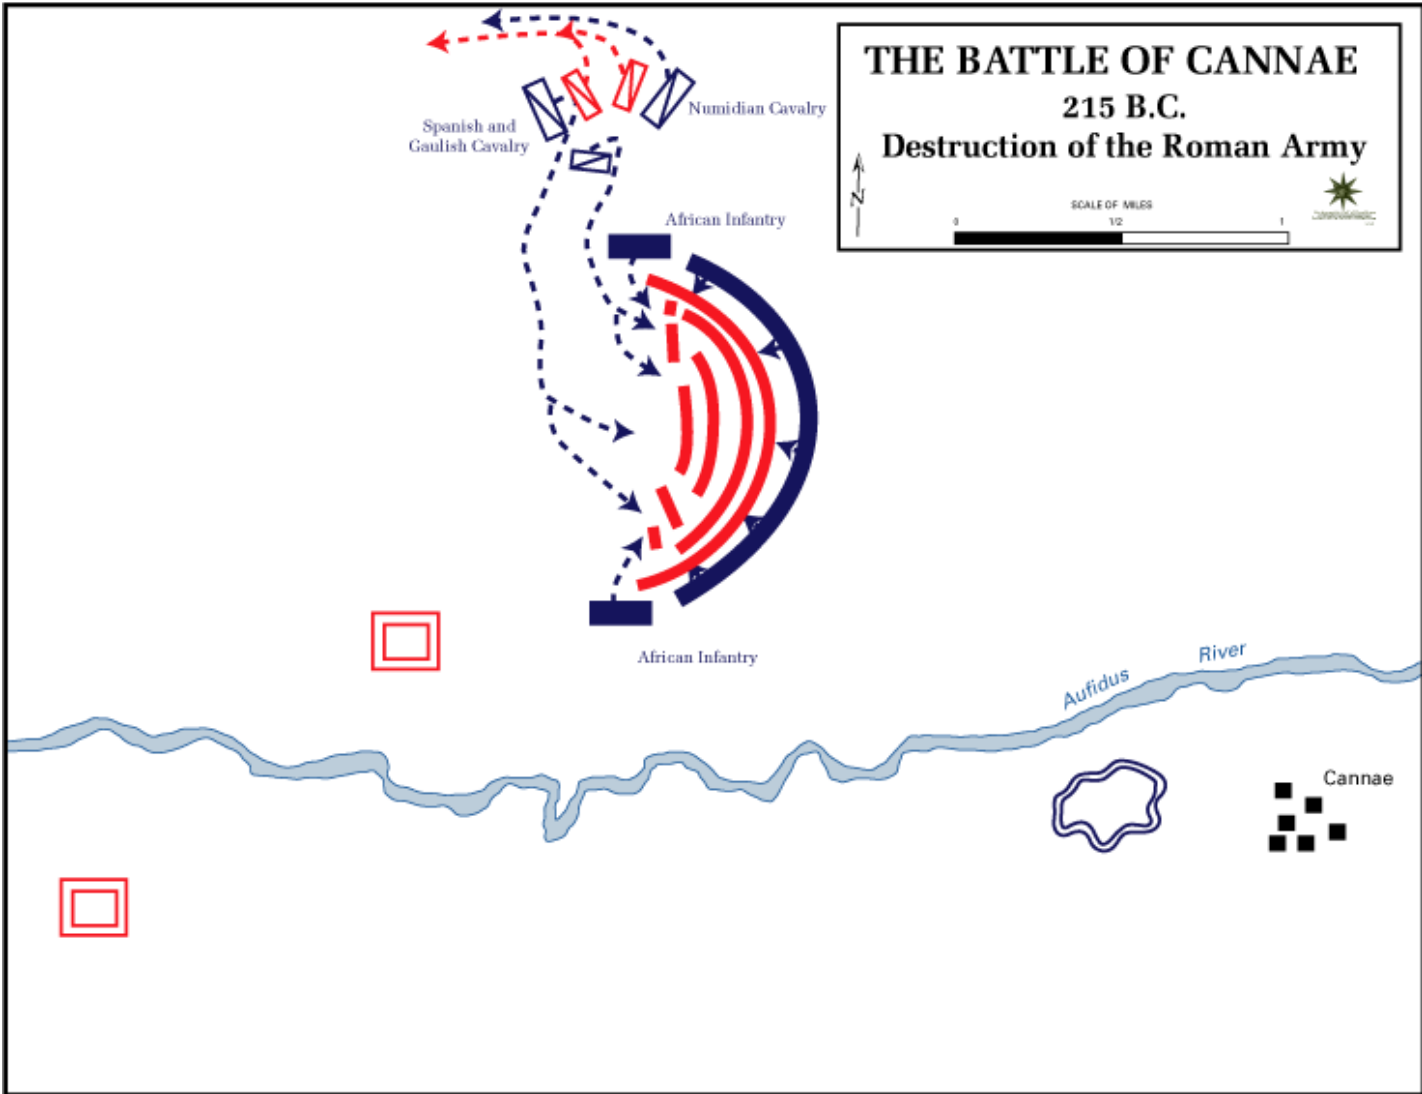 THE BATTLE OF CANNAE
215 B.C.
Destruction of the Roman Army
N
SCALE OF MILES
0 1/2 1
Numidian Cavalry
Spanish and
Gaulish Cavalry
African Infantry
African Infantry
Aufidus River
Cannae